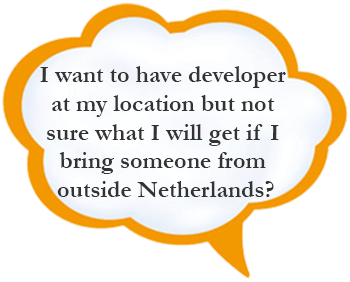 I want to have developer
at my location but not
sure what I will get if I
bring someone from
outside Netherlands?